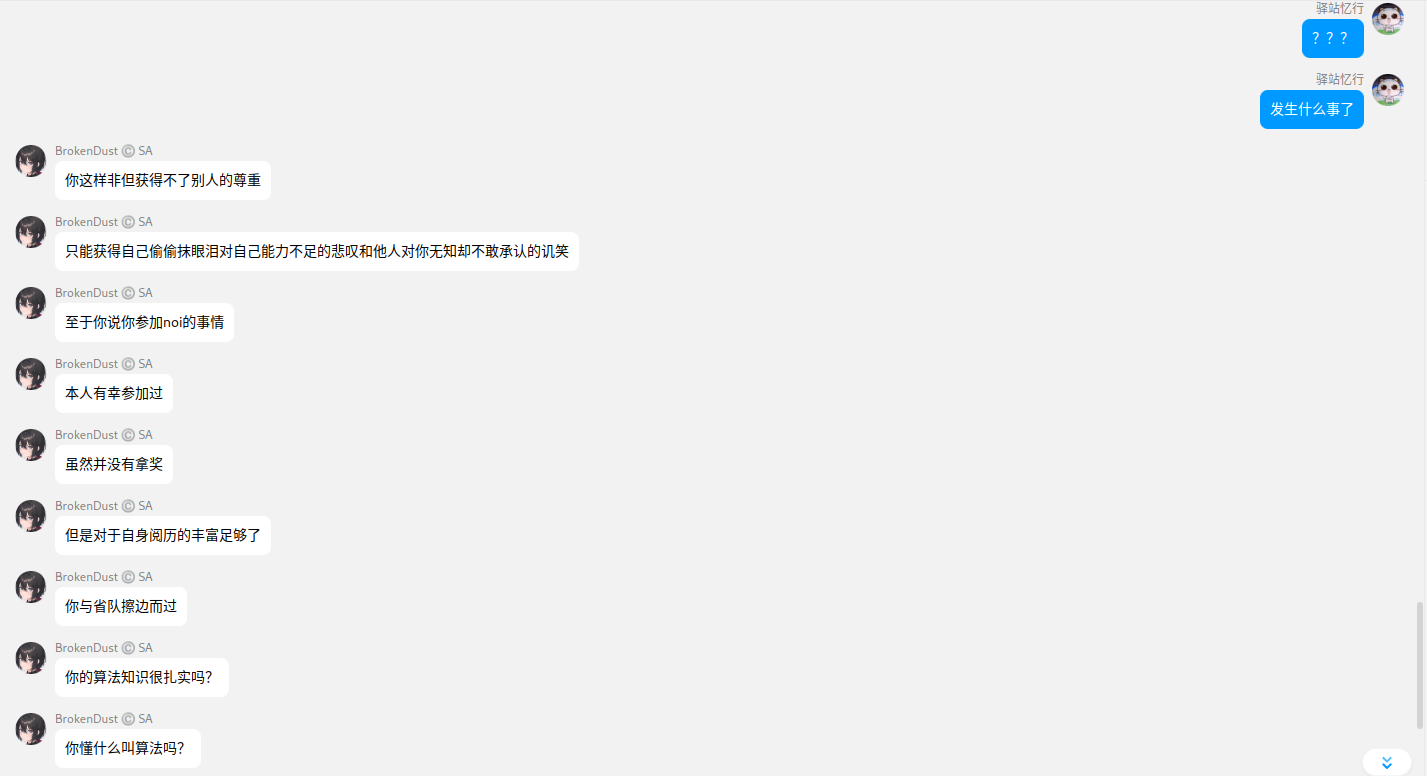 驿站忆行
？？？
驿站忆行
发生什么事了
BrokenDust © SA
你这样非但获得不了别人的尊重
BrokenDust © SA
只能获得自己偷偷抹眼泪对自己能力不足的悲叹和他人对你无知却不敢承认的讥笑
BrokenDust © SA
至于你说你参加noi的事情
BrokenDust © SA
本人有幸参加过
BrokenDust © SA
虽然并没有拿奖
BrokenDust © SA
但是对于自身阅历的丰富足够了
BrokenDust © SA
你与省队擦边而过
BrokenDust © SA
你的算法知识很扎实吗？
BrokenDust © SA
你懂什么叫算法吗？